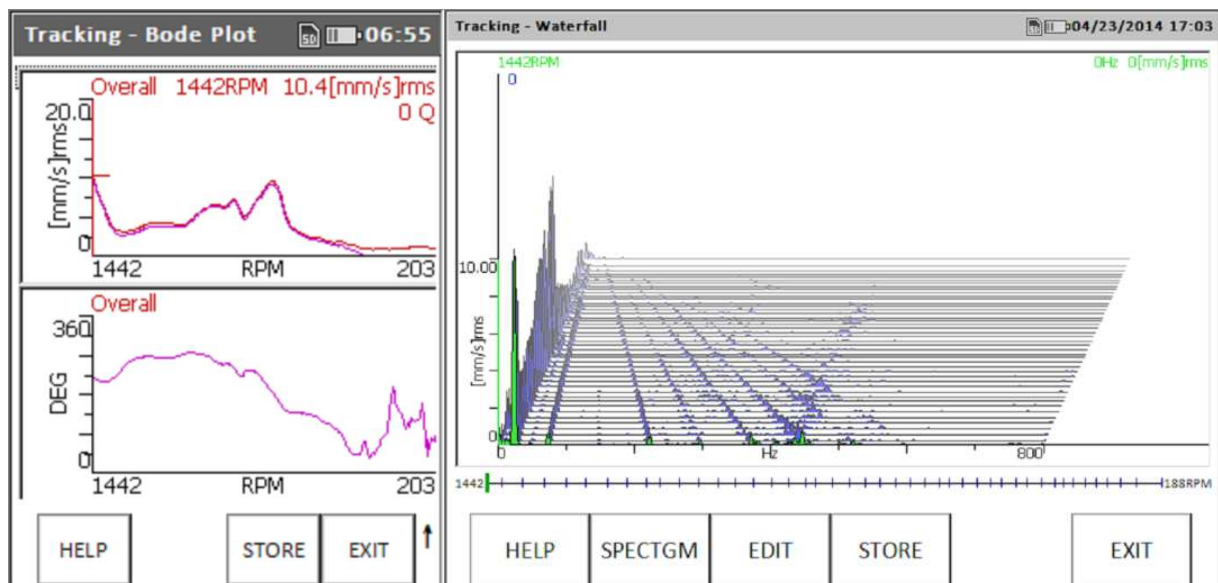 Tracking - Bode Plot SD 06:55
Overall 1442RPM 10.4[mm/s]rms
0 Q
20.0
[mm/s]rms
0
1442 RPM 203
Overall
360
DEG
0
1442 RPM 203
HELP STORE EXIT
Tracking - Waterfall 04/23/2014 17:03
1442RPM 0Hz 0[mm/s]rms
0
10.00
[mm/s]rms
0
0 Hz 800
1442 188RPM
HELP SPECTGM EDIT STORE EXIT